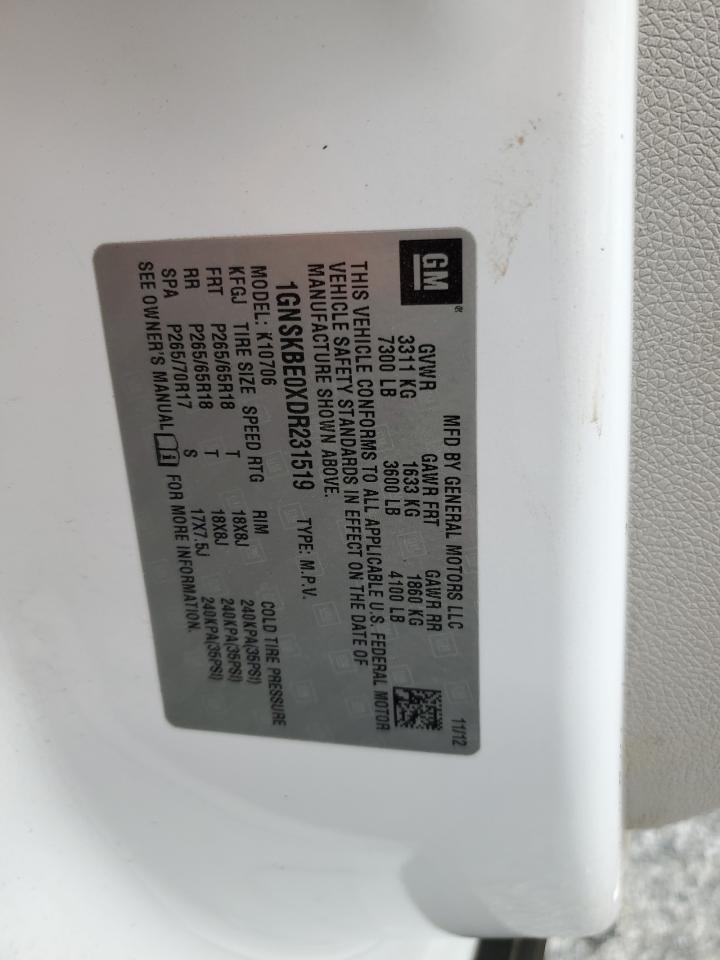 GM
®
MFD BY GENERAL MOTORS LLC 11/12
GVWR GAWR FRT GAWR RR
3311 KG 1633 KG 1860 KG
7300 LB 3600 LB 4100 LB
THIS VEHICLE CONFORMS TO ALL APPLICABLE U.S. FEDERAL MOTOR
VEHICLE SAFETY STANDARDS IN EFFECT ON THE DATE OF
MANUFACTURE SHOWN ABOVE.
1GNSKBE0XDR231519 TYPE: M.P.V.
MODEL: K10706
KFGJ TIRE SIZE SPEED RTG RIM COLD TIRE PRESSURE
FRT P265/65R18 T 18X8J 240KPA(35PSI)
RR P265/65R18 T 18X8J 240KPA(35PSI)
SPA P265/70R17 S 17X7.5J 240KPA(35PSI)
SEE OWNER'S MANUAL FOR MORE INFORMATION.